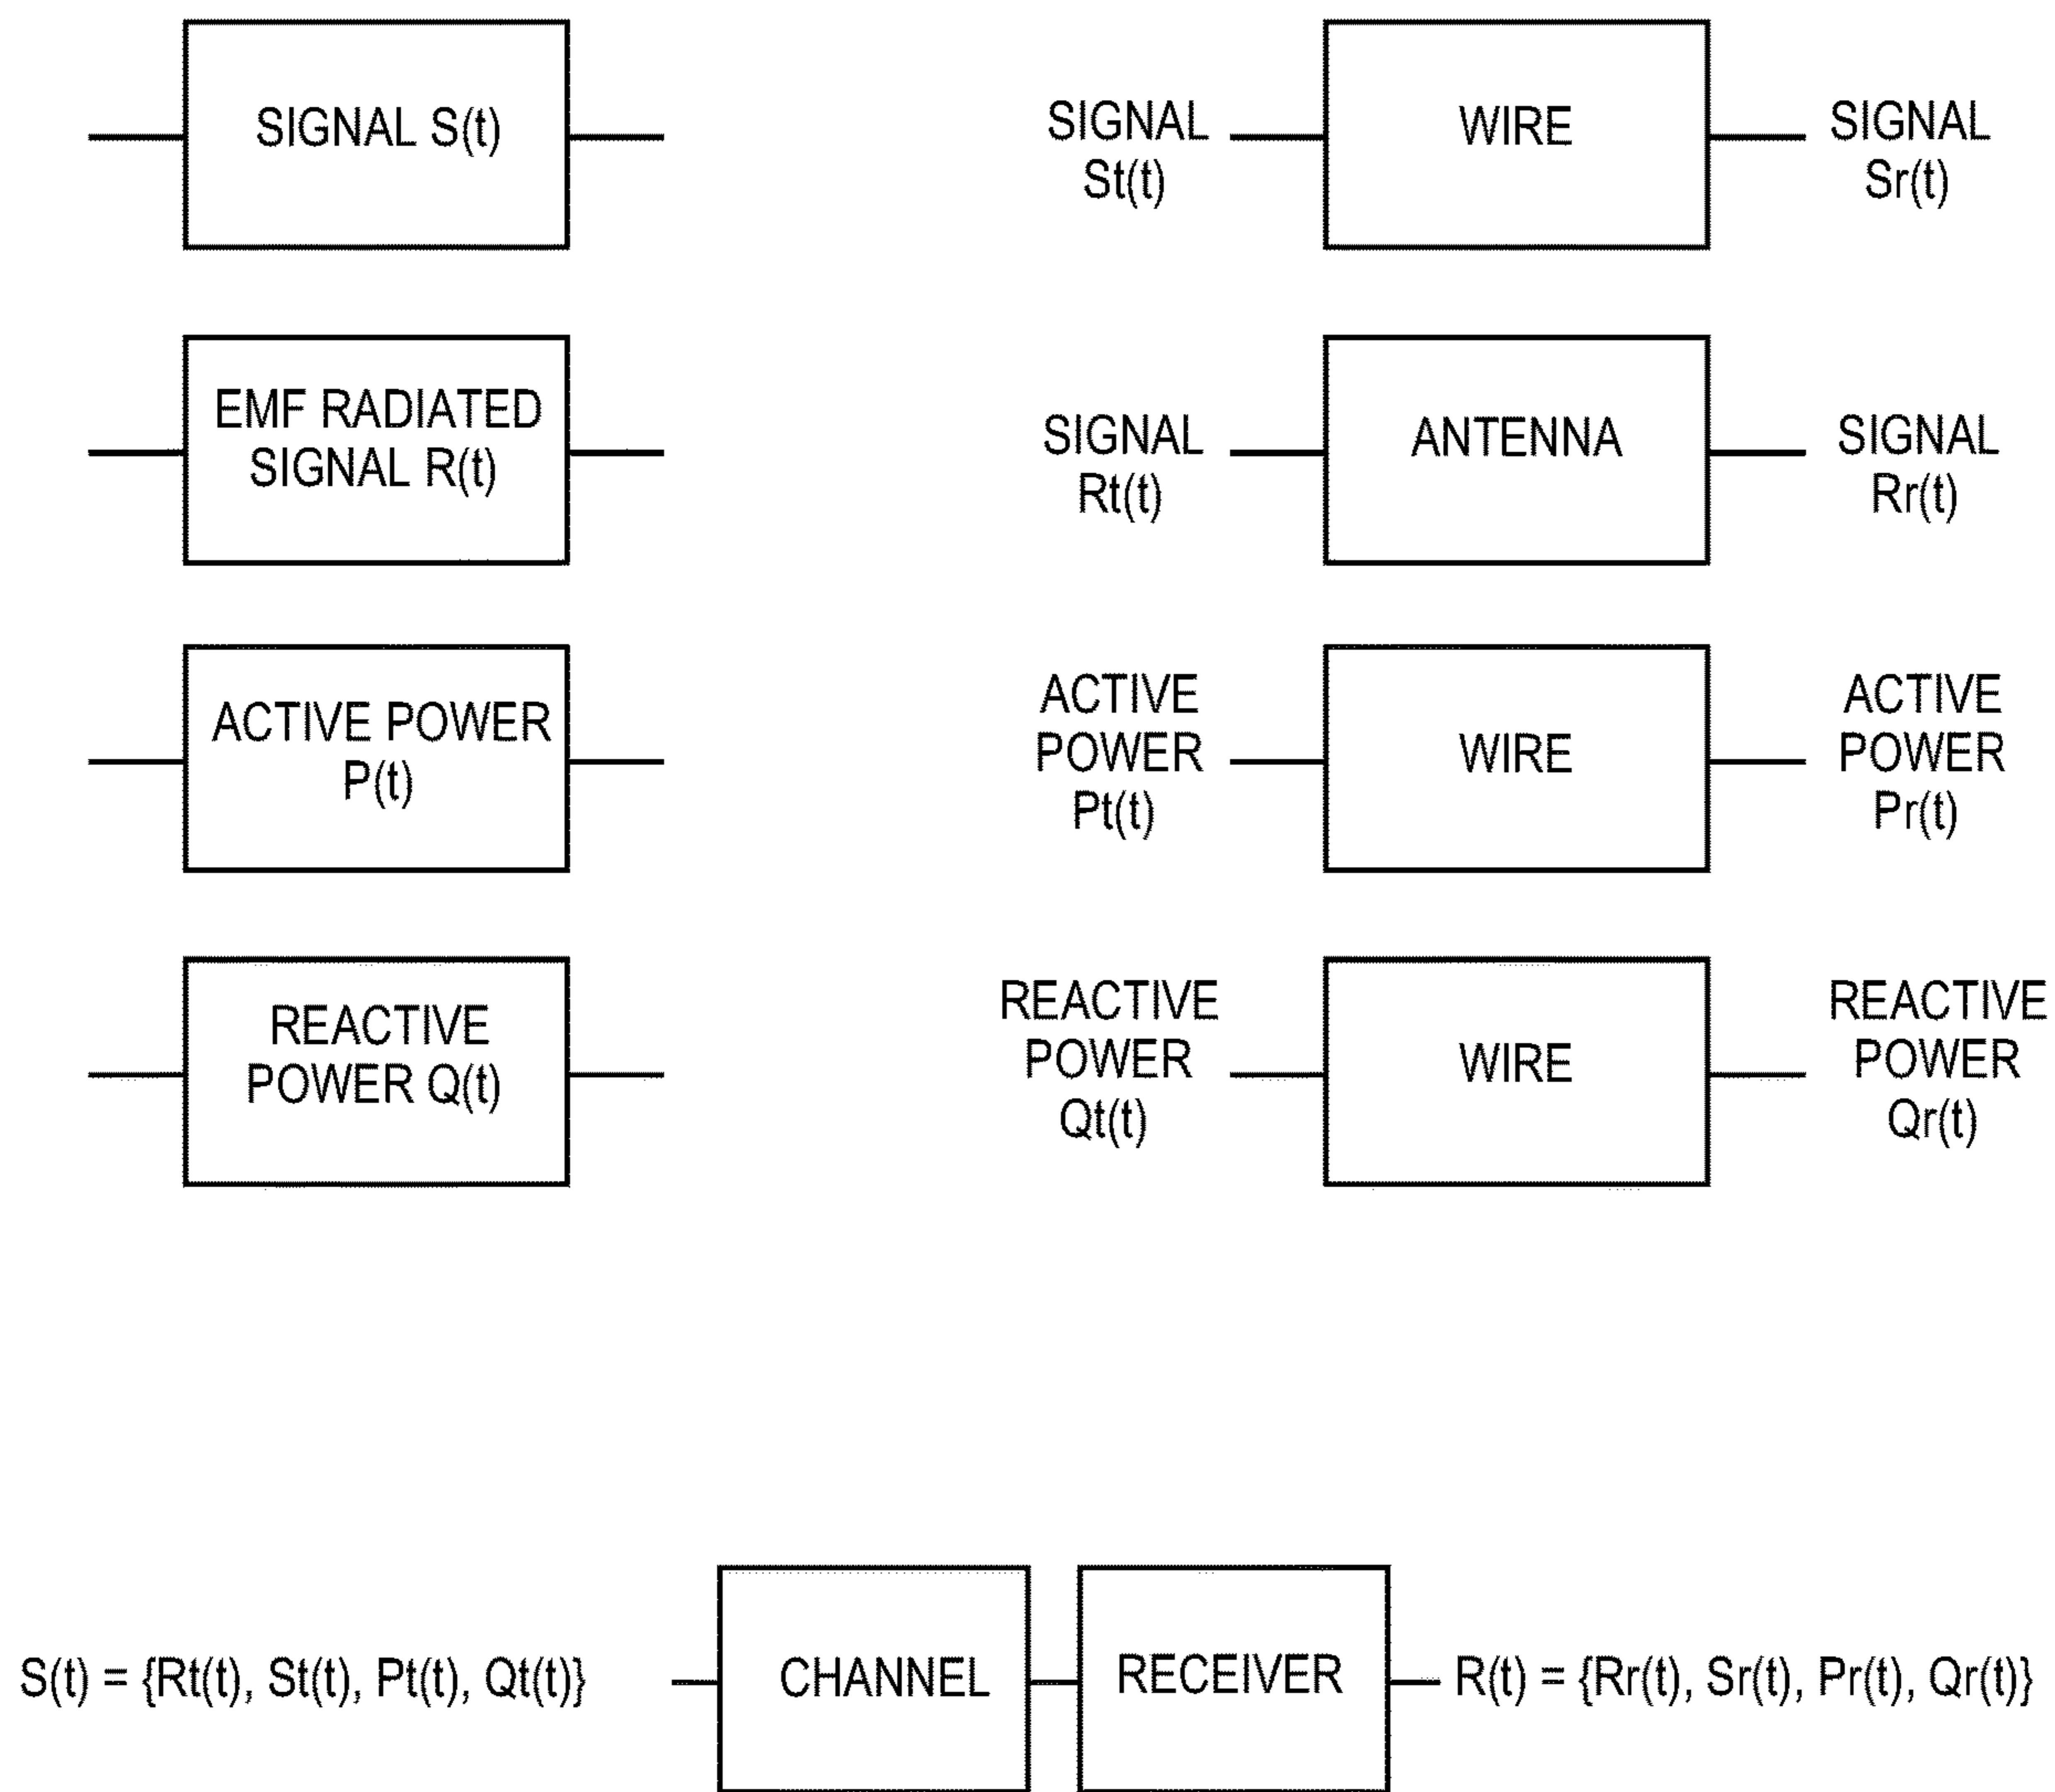 SIGNAL S(t)
SIGNAL
St(t)
WIRE
SIGNAL
Sr(t)
EMF RADIATED
SIGNAL R(t)
SIGNAL
Rt(t)
ANTENNA
SIGNAL
Rr(t)
ACTIVE POWER
P(t)
ACTIVE
POWER
Pt(t)
WIRE
ACTIVE
POWER
Pr(t)
REACTIVE
POWER Q(t)
REACTIVE
POWER
Qt(t)
WIRE
REACTIVE
POWER
Qr(t)
S(t) = {Rt(t), St(t), Pt(t), Qt(t)}
CHANNEL
RECEIVER
R(t) = {Rr(t), Sr(t), Pr(t), Qr(t)}